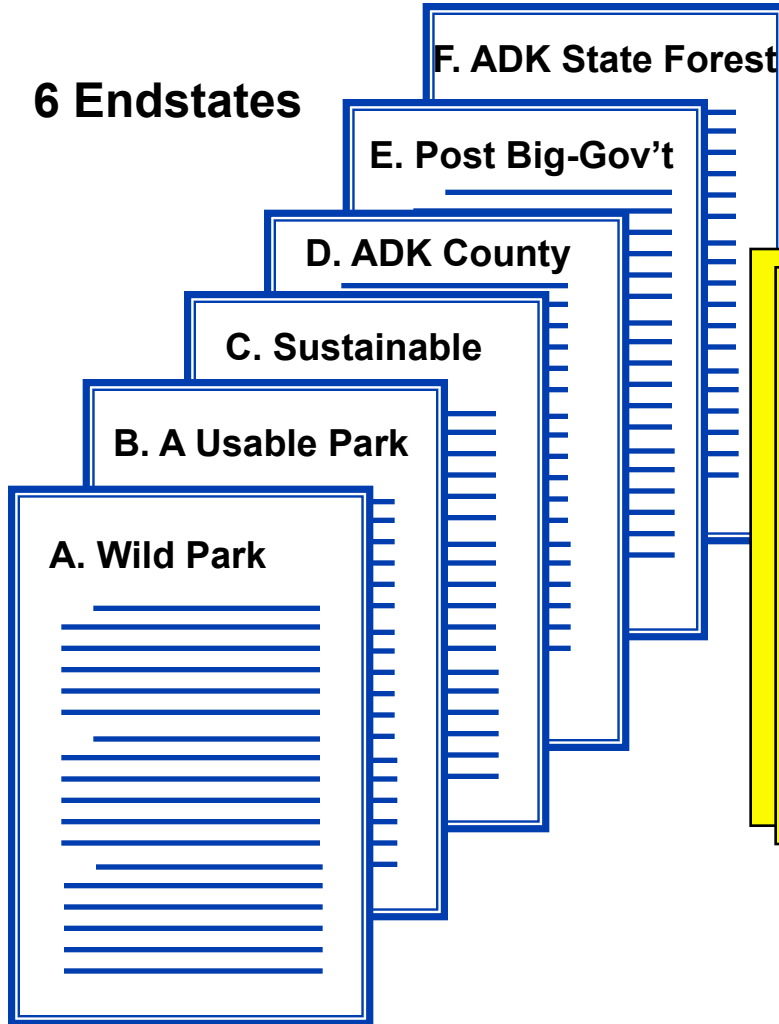 F. ADK State Forest
6 Endstates
E. Post Big-Gov't
D. ADK County
C. Sustainable
B. A Usable Park
A. Wild Park